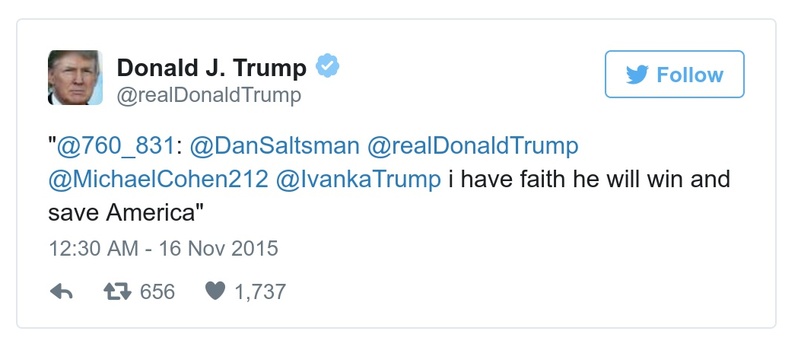 Donald J. Trump
@realDonaldTrump
Follow
"@760_831: @DanSaltsman @realDonaldTrump
@MichaelCohen212 @IvankaTrump i have faith he will win and
save America"
12:30 AM - 16 Nov 2015
656 1,737